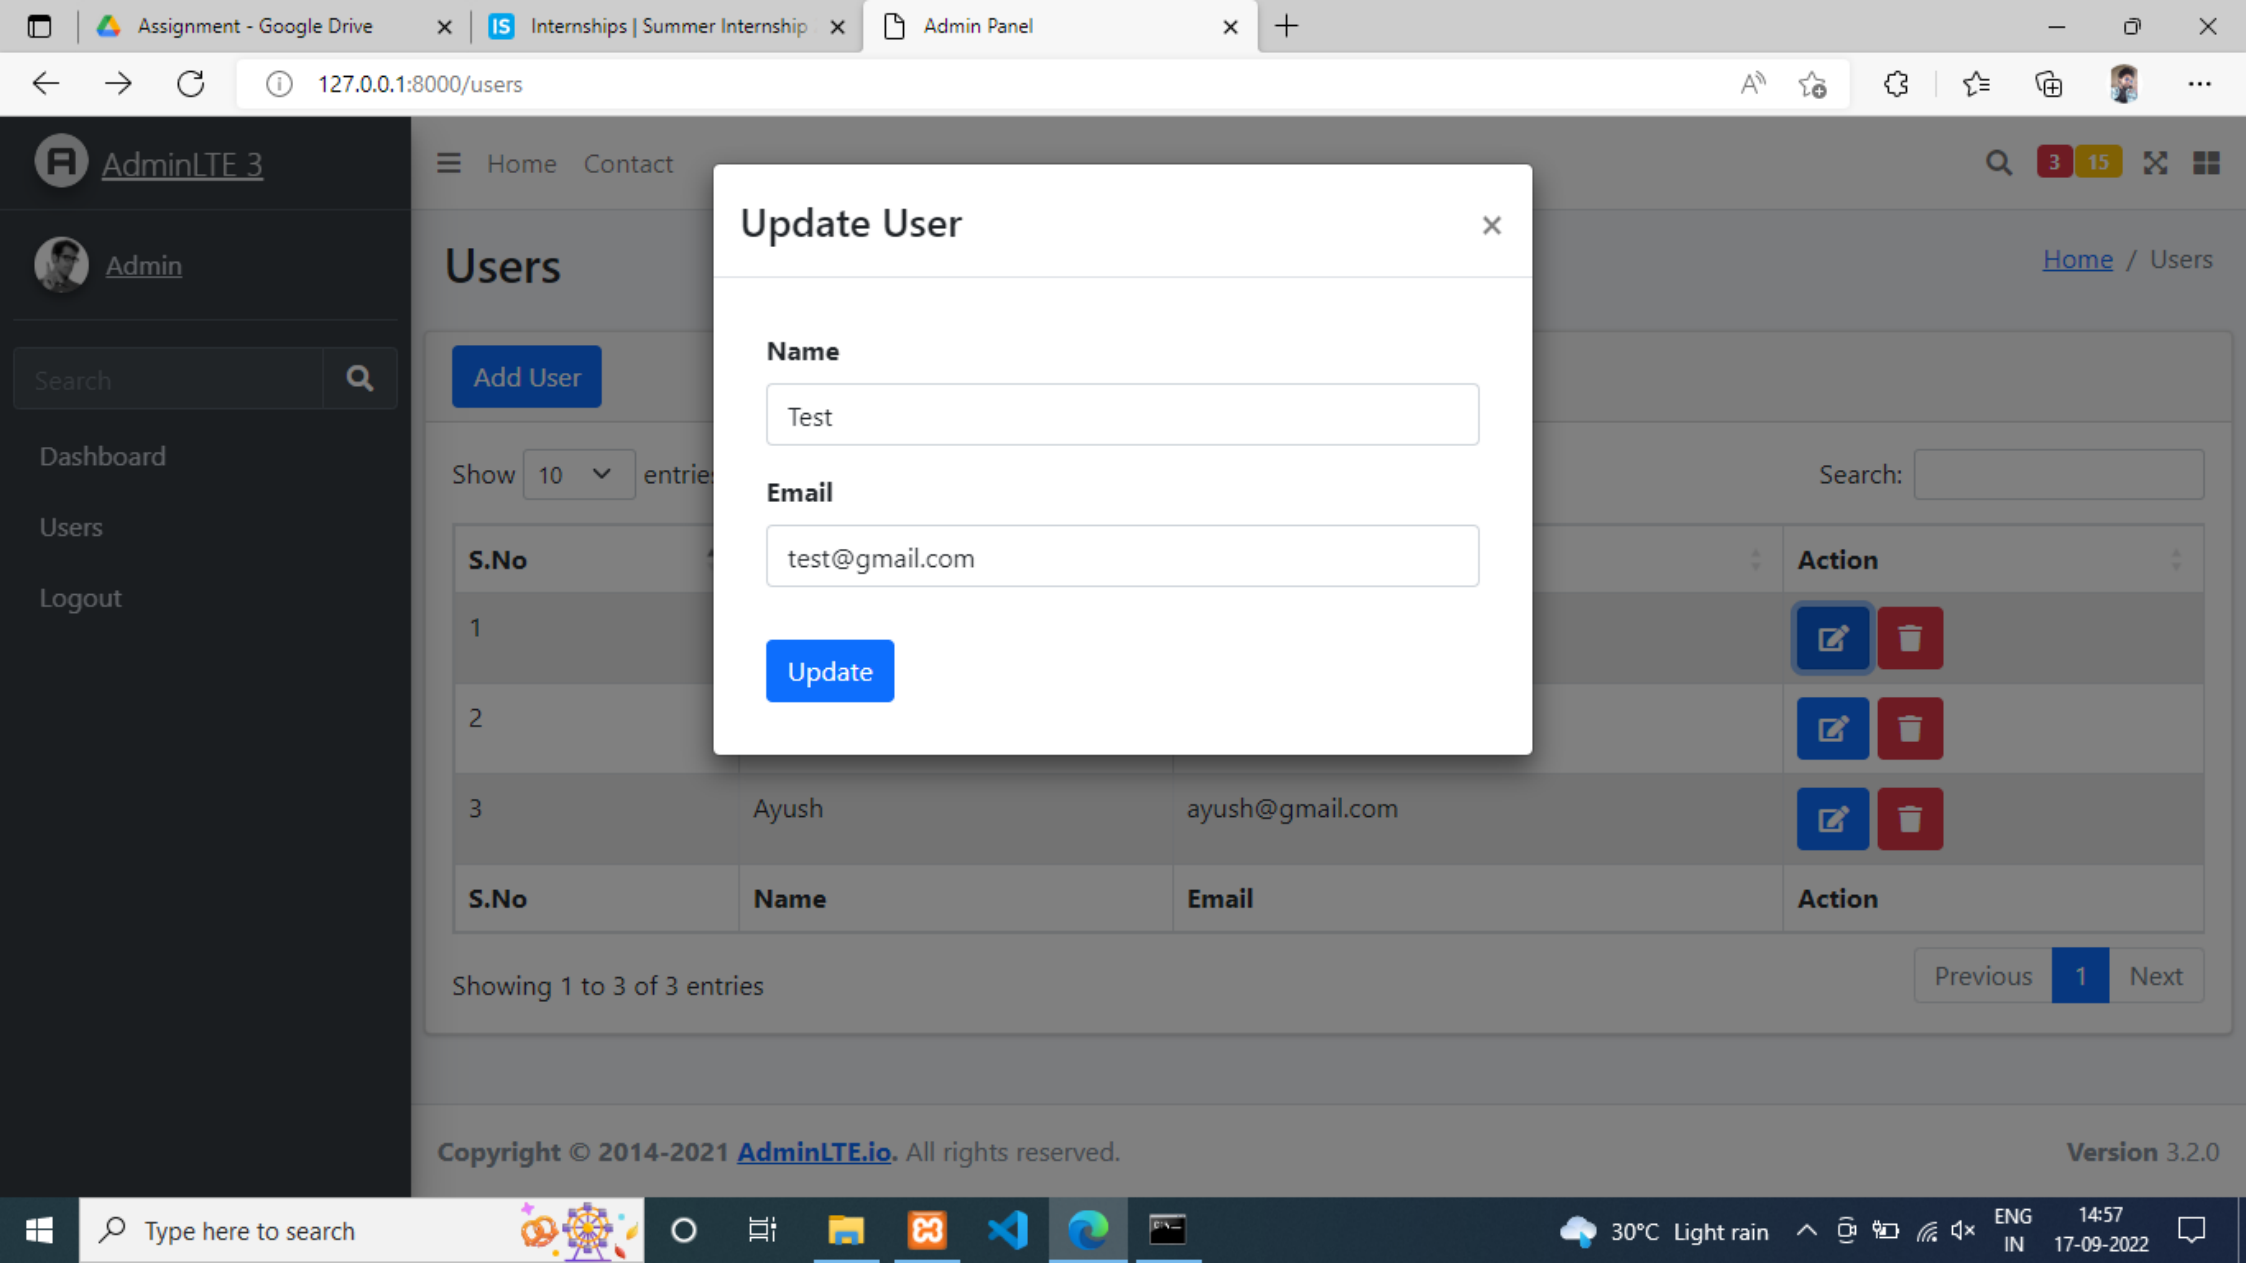 Assignment - Google Drive
Internships | Summer Internship
Admin Panel
127.0.0.1:8000/users
AdminLTE 3
Home
Contact
3
15
Admin
Users
Home / Users
Search
Dashboard
Users
Logout
Add User
Show 10 entries
Search:
S.No
Action
1
2
3
Ayush
ayush@gmail.com
S.No
Name
Email
Action
Showing 1 to 3 of 3 entries
Previous
1
Next
Update User
Name
Test
Email
test@gmail.com
Update
Copyright © 2014-2021 AdminLTE.io. All rights reserved.
Version 3.2.0
Type here to search
30°C Light rain
ENG
IN
14:57
17-09-2022